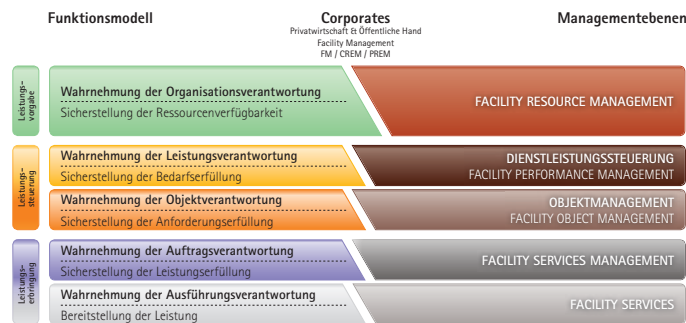 Funktionsmodell
Corporates
Managementebenen
Privatwirtschaft & Öffentliche Hand
Facility Management
FM / CREM / PREM
Leistungs-
vorgabe
Wahrnehmung der Organisationsverantwortung
Sicherstellung der Ressourcenverfügbarkeit
FACILITY RESOURCE MANAGEMENT
Leistungs-
steuerung
Wahrnehmung der Leistungsverantwortung
Sicherstellung der Bedarfserfüllung
DIENSTLEISTUNGSSTEUERUNG
FACILITY PERFORMANCE MANAGEMENT
Wahrnehmung der Objektverantwortung
Sicherstellung der Anforderungserfüllung
OBJEKTMANAGEMENT
FACILITY OBJECT MANAGEMENT
Leistungs-
erbringung
Wahrnehmung der Auftragsverantwortung
Sicherstellung der Leistungserfüllung
FACILITY SERVICES MANAGEMENT
Wahrnehmung der Ausführungsverantwortung
Bereitstellung der Leistung
FACILITY SERVICES